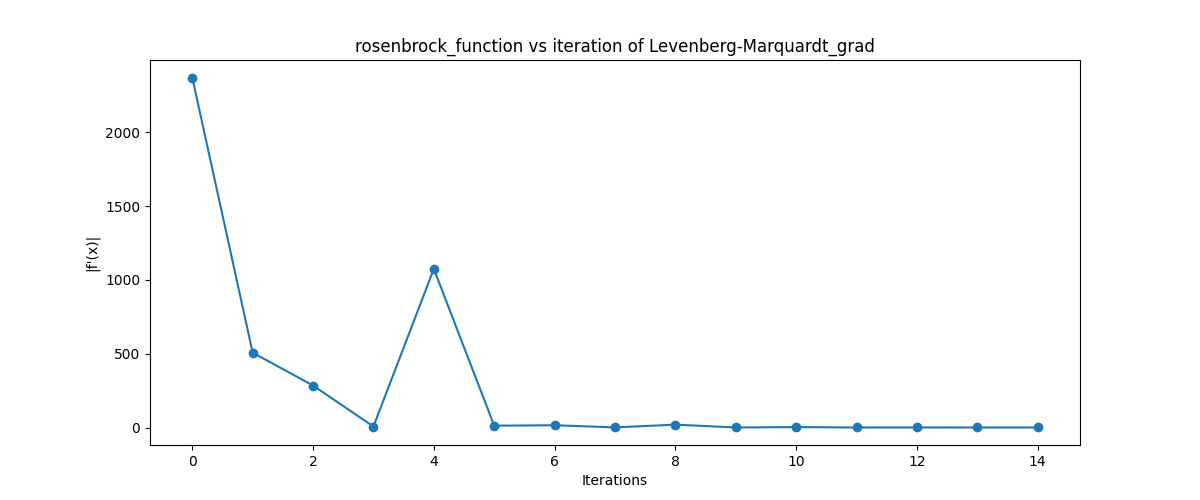 rosenbrock_function vs iteration of Levenberg-Marquardt_grad
|f'(x)|
2000
1500
1000
500
0
0 2 4 6 8 10 12 14
Iterations